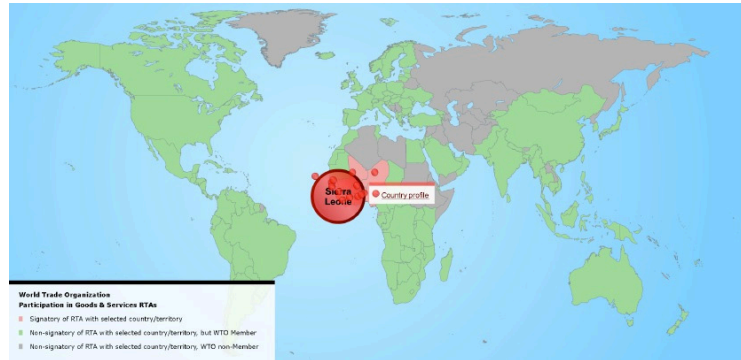 Sierra
Leone
Country profile
World Trade Organization
Participation in Goods & Services RTAs
Signatory of RTA with selected country/territory
Non-signatory of RTA with selected country/territory, but WTO Member
Non-signatory of RTA with selected country/territory, WTO non-Member